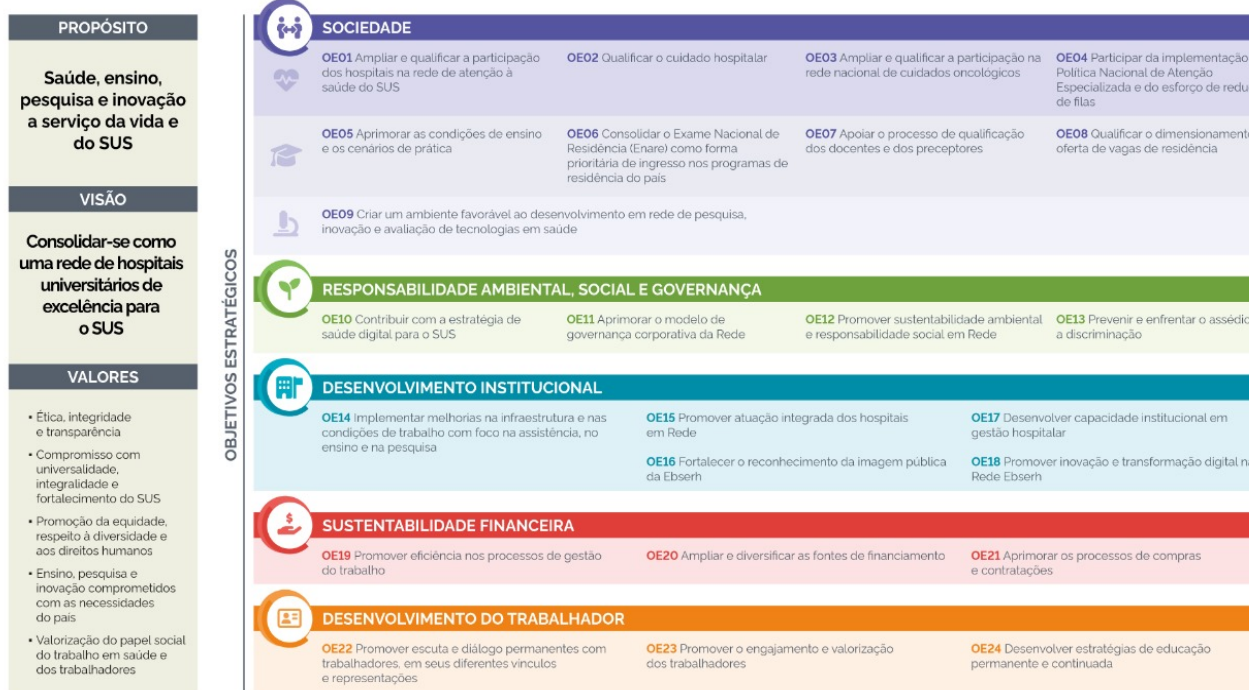 PROPÓSITO
Saúde, ensino,
pesquisa e inovação
a serviço da vida e
do SUS
VISÃO
Consolidar-se como
uma rede de hospitais
universitários de
excelência para
o SUS
VALORES
• Ética, integridade
e transparência
• Compromisso com
universalidade,
integralidade e
fortalecimento do SUS
• Promoção da equidade,
respeito à diversidade e
aos direitos humanos
• Ensino, pesquisa e
inovação comprometidos
com as necessidades
do país
• Valorização do papel social
do trabalho em saúde e
dos trabalhadores
OBJETIVOS ESTRATÉGICOS
SOCIEDADE
OE01 Ampliar e qualificar a participação
dos hospitais na rede de atenção à
saúde do SUS
OE02 Qualificar o cuidado hospitalar
OE03 Ampliar e qualificar a participação na
rede nacional de cuidados oncológicos
OE04 Participar da implementação
Política Nacional de Atenção
Especializada e do esforço de
de filas
OE05 Aprimorar as condições de ensino
e os cenários de prática
OE06 Consolidar o Exame Nacional de
Residência (Enare) como forma
prioritária de ingresso nos programas de
residência do país
OE07 Apoiar o processo de qualificação
dos docentes e dos preceptores
OE08 Qualificar o dimensionamento
oferta de vagas de residência
OE09 Criar um ambiente favorável ao desenvolvimento em rede de pesquisa,
inovação e avaliação de tecnologias em saúde
RESPONSABILIDADE AMBIENTAL, SOCIAL E GOVERNANÇA
OE10 Contribuir com a estratégia de
saúde digital para o SUS
OE11 Aprimorar o modelo de
governança corporativa da Rede
OE12 Promover sustentabilidade ambiental
e responsabilidade social em Rede
OE13 Prevenir e enfrentar o assédio
a discriminação
DESENVOLVIMENTO INSTITUCIONAL
OE14 Implementar melhorias na infraestrutura e nas
condições de trabalho com foco na assistência, no
ensino e na pesquisa
OE15 Promover atuação integrada dos hospitais
em Rede
OE16 Fortalecer o reconhecimento da imagem pública
da Ebserh
OE17 Desenvolver capacidade institucional em
gestão hospitalar
OE18 Promover inovação e transformação digital
Rede Ebserh
SUSTENTABILIDADE FINANCEIRA
OE19 Promover eficiência nos processos de gestão
do trabalho
OE20 Ampliar e diversificar as fontes de financiamento
OE21 Aprimorar os processos de compras
e contratações
DESENVOLVIMENTO DO TRABALHADOR
OE22 Promover escuta e diálogo permanentes com
trabalhadores, em seus diferentes vínculos
e representações
OE23 Promover o engajamento e valorização
dos trabalhadores
OE24 Desenvolver estratégias de educação
permanente e continuada